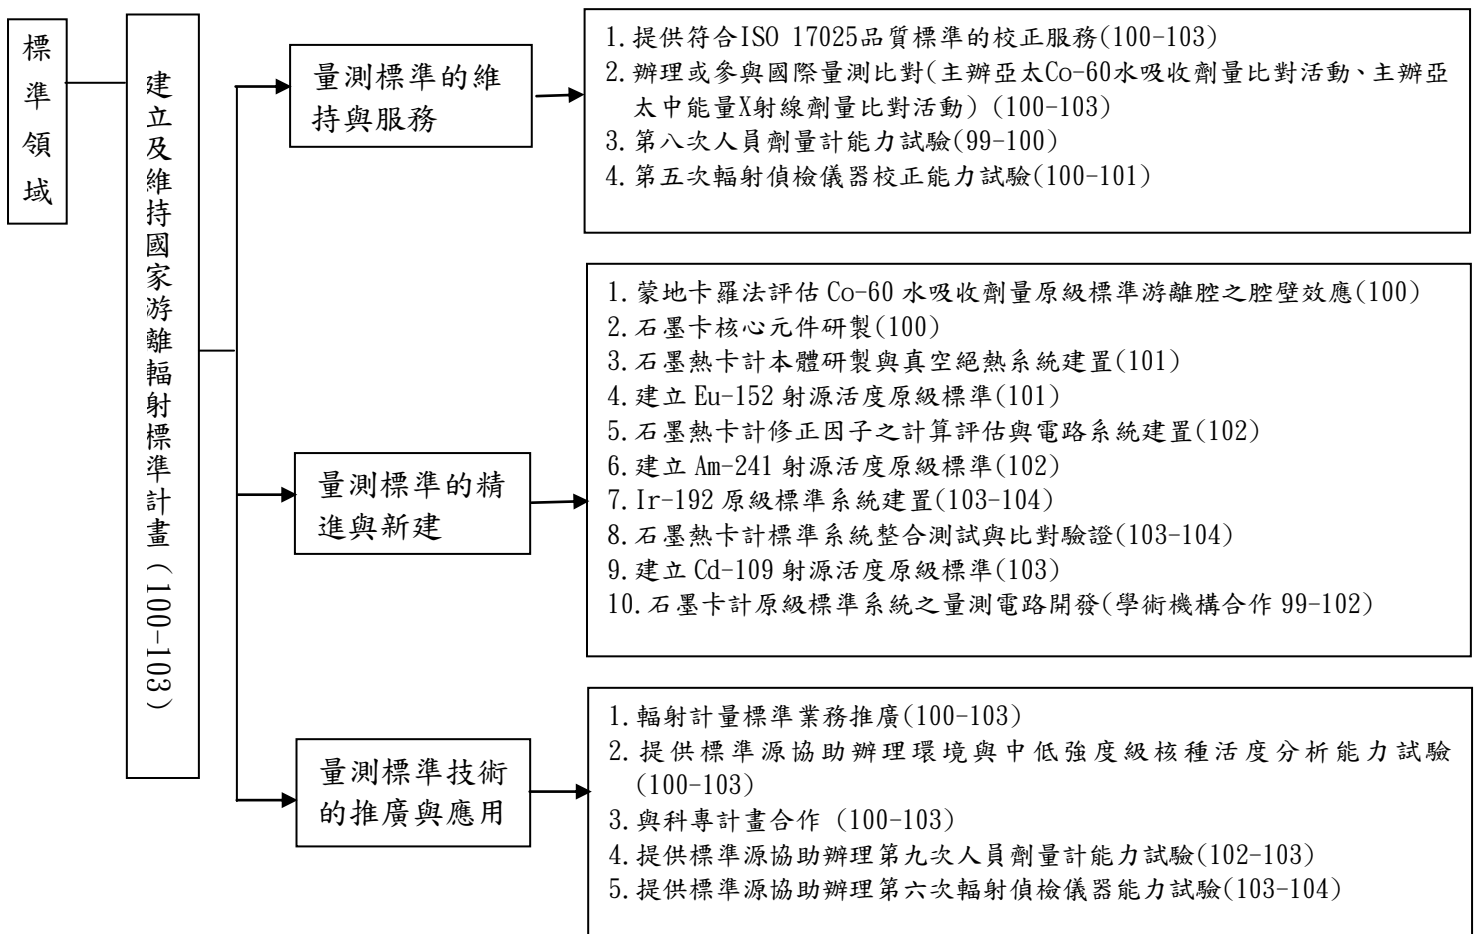 標準領域
建立及維持國家游離輻射標準計畫(100-103)
量測標準的維
持與服務
1.提供符合ISO 17025品質標準的校正服務(100-103)
2.辦理或參與國際量測比對(主辦亞太Co-60水吸收劑量比對活動、主辦亞
太中能量X射線劑量比對活動) (100-103)
3.第八次人員劑量計能力試驗(99-100)
4.第五次輻射偵檢儀器校正能力試驗(100-101)
量測標準的精
進與新建
1.蒙地卡羅法評估 Co-60 水吸收劑量原級標準游離腔之腔壁效應(100)
2.石墨卡核心元件研製(100)
3.石墨熱卡計本體研製與真空絕熱系統建置(101)
4.建立 Eu-152 射源活度原級標準(101)
5.石墨熱卡計修正因子之計算評估與電路系統建置(102)
6.建立 Am-241 射源活度原級標準(102)
7.Ir-192 原級標準系統建置(103-104)
8.石墨熱卡計標準系統整合測試與比對驗證(103-104)
9.建立 Cd-109 射源活度原級標準(103)
10.石墨卡計原級標準系統之量測電路開發(學術機構合作 99-102)
量測標準技術
的推廣與應用
1.輻射計量標準業務推廣(100-103)
2.提供標準源協助辦理環境與中低強度級核種活度分析能力試驗
(100-103)
3.與科專計畫合作 (100-103)
4.提供標準源協助辦理第九次人員劑量計能力試驗(102-103)
5.提供標準源協助辦理第六次輻射偵檢儀器能力試驗(103-104)